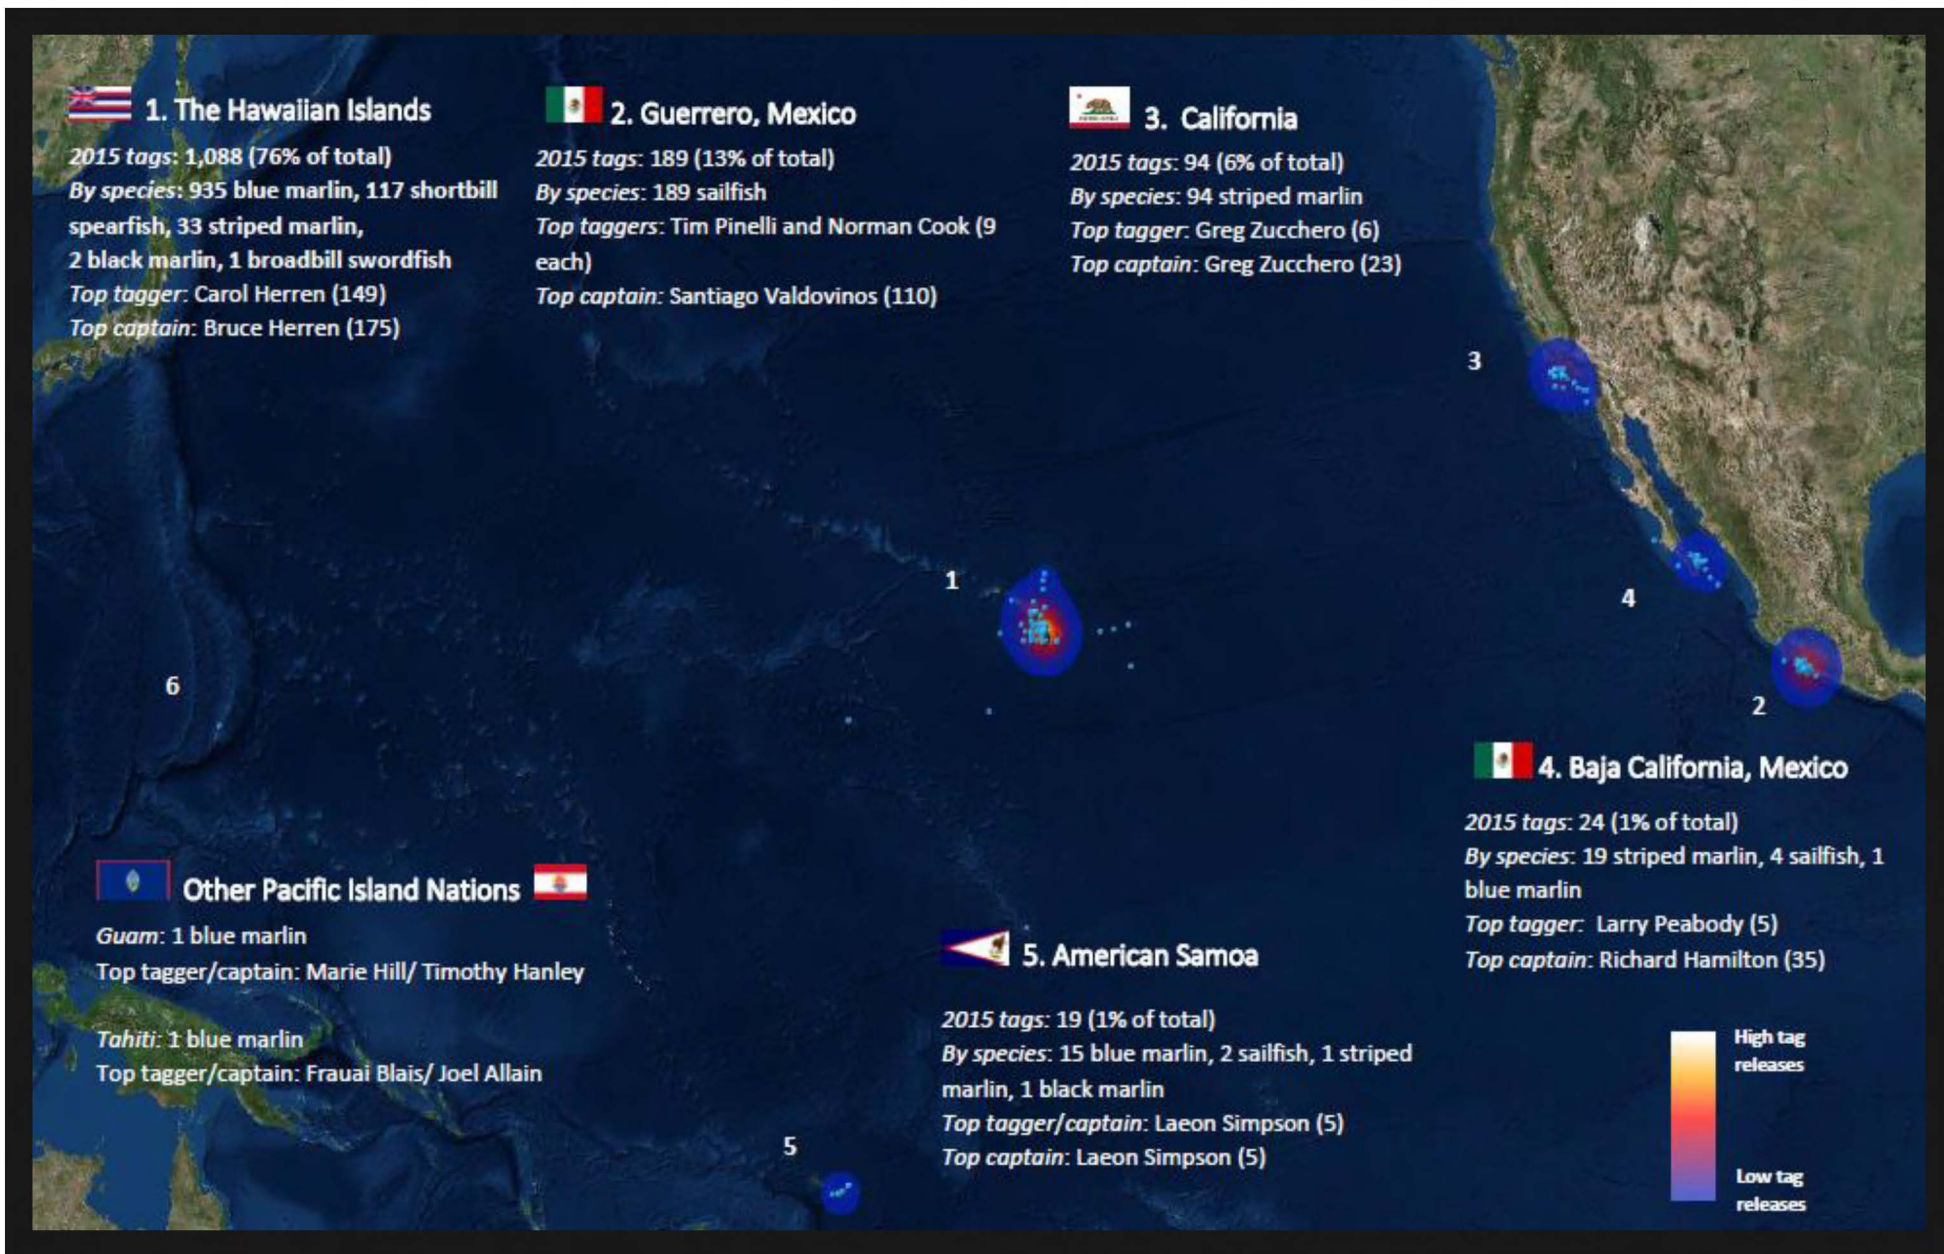 1. The Hawaiian Islands
2015 tags: 1,088 (76% of total)
By species: 935 blue marlin, 117 shortbill
spearfish, 33 striped marlin,
2 black marlin, 1 broadbill swordfish
Top tagger: Carol Herren (149)
Top captain: Bruce Herren (175)
2. Guerrero, Mexico
2015 tags: 189 (13% of total)
By species: 189 sailfish
Top taggers: Tim Pinelli and Norman Cook (9
each)
Top captain: Santiago Valdovinos (110)
3. California
2015 tags: 94 (6% of total)
By species: 94 striped marlin
Top tagger: Greg Zucchero (6)
Top captain: Greg Zucchero (23)
3
1
4
6
2
4. Baja California, Mexico
2015 tags: 24 (1% of total)
By species: 19 striped marlin, 4 sailfish, 1
blue marlin
Top tagger: Larry Peabody (5)
Top captain: Richard Hamilton (35)
Other Pacific Island Nations
Guam: 1 blue marlin
Top tagger/captain: Marie Hill/ Timothy Hanley
Tahiti: 1 blue marlin
Top tagger/captain: Frauai Blais/ Joel Allain
5. American Samoa
2015 tags: 19 (1% of total)
By species: 15 blue marlin, 2 sailfish, 1 striped
marlin, 1 black marlin
Top tagger/captain: Laeon Simpson (5)
Top captain: Laeon Simpson (5)
5
High tag
releases
Low tag
releases